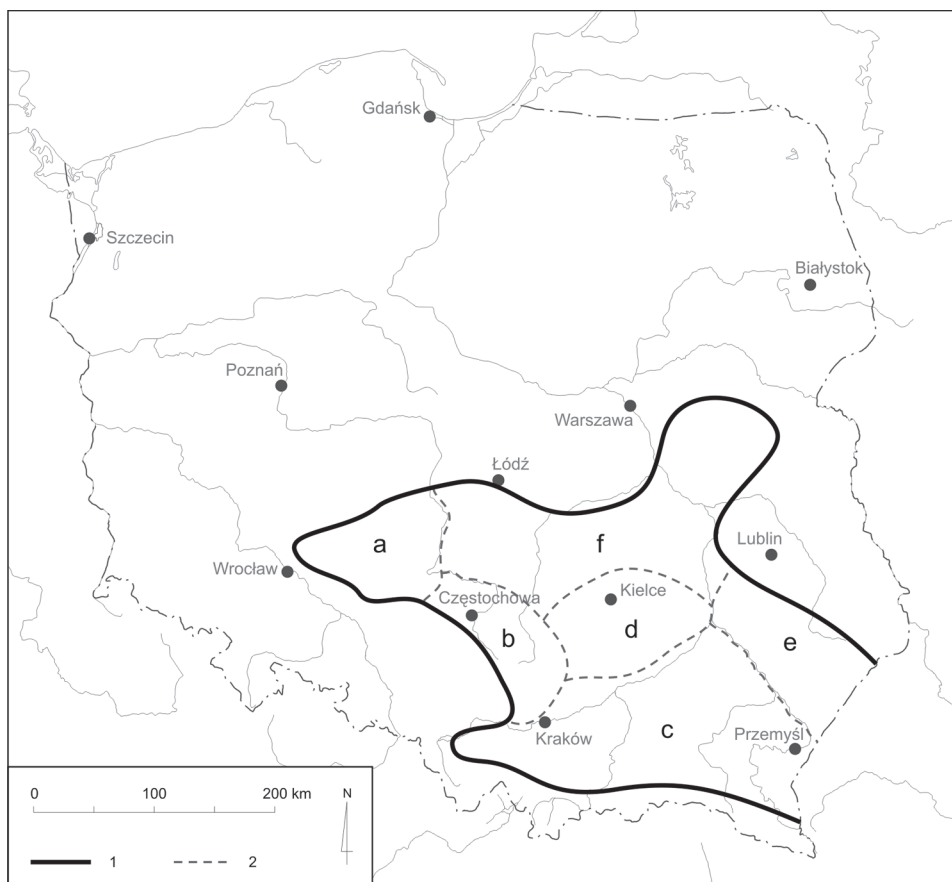 Gdańsk
Szczecin
Białystok
Poznań
Warszawa
Łódź
a
f
Lublin
Wrocław
Częstochowa
Kielce
b
d
e
Kraków
c
Przemyśl
0 100 200 km
N
1 2